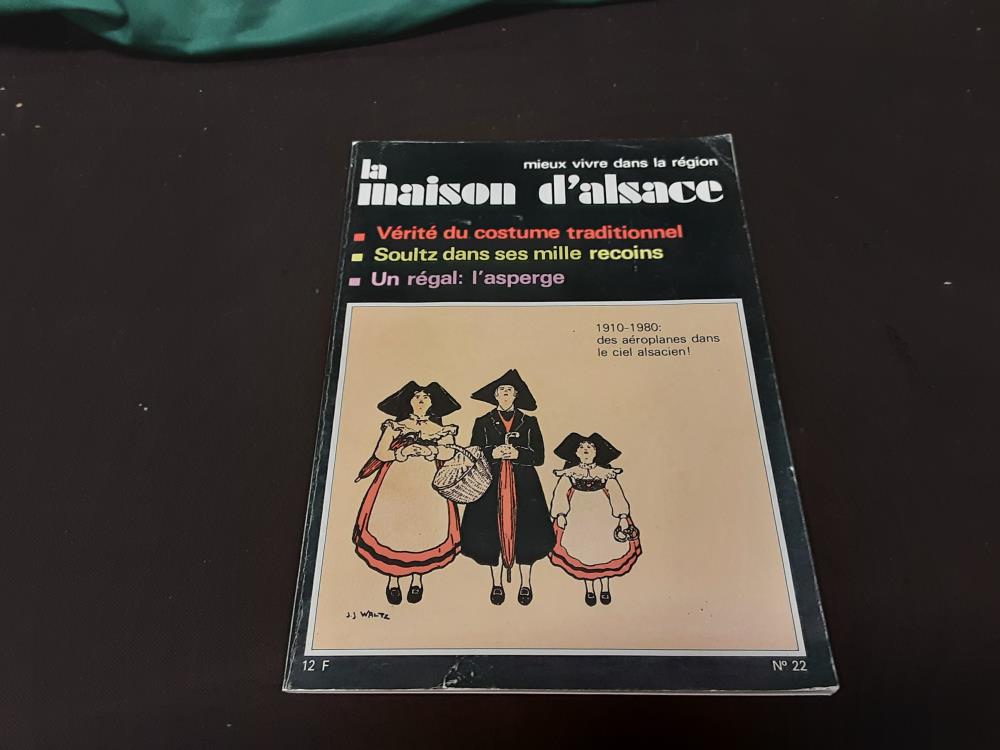 la
mieux vivre dans la région
maison d'alsace
Vérité du costume traditionnel
Soultz dans ses mille recoins
Un régal: l'asperge
1910-1980:
des aéroplanes dans
le ciel alsacien!
J.J WALTZ
12 F
Nº 22